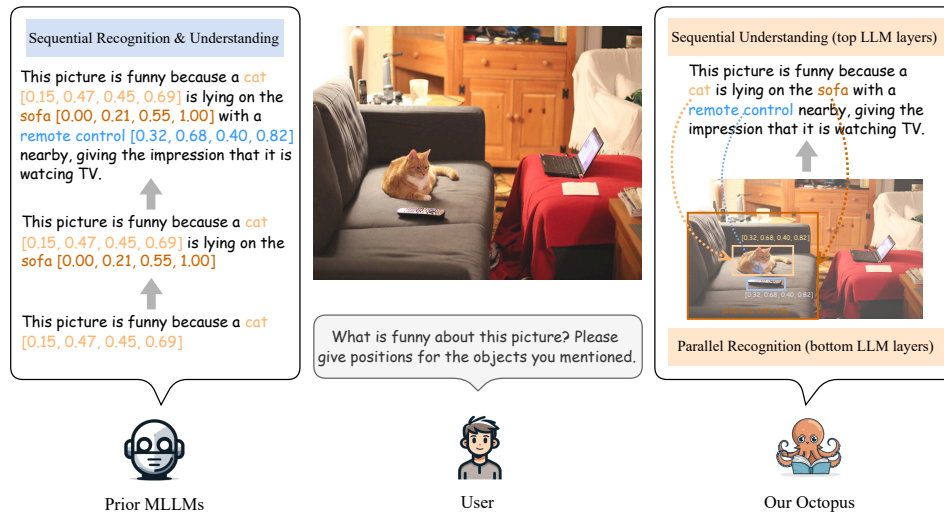 Sequential Recognition & Understanding
This picture is funny because a cat
[0.15, 0.47, 0.45, 0.69] is lying on the
sofa [0.00, 0.21, 0.55, 1.00] with a
remote control [0.32, 0.68, 0.40, 0.82]
nearby, giving the impression that it is
watcing TV.
This picture is funny because a cat
[0.15, 0.47, 0.45, 0.69] is lying on the
sofa [0.00, 0.21, 0.55, 1.00]
This picture is funny because a cat
[0.15, 0.47, 0.45, 0.69]
Prior MLLMs
What is funny about this picture? Please
give positions for the objects you mentioned.
User
Sequential Understanding (top LLM layers)
This picture is funny because a
cat is lying on the sofa with a
remote control nearby, giving the
impression that it is watching TV.
[0.32, 0.68, 0.40, 0.82]
[0.32, 0.68, 0.40, 0.82]
Parallel Recognition (bottom LLM layers)
Our Octopus